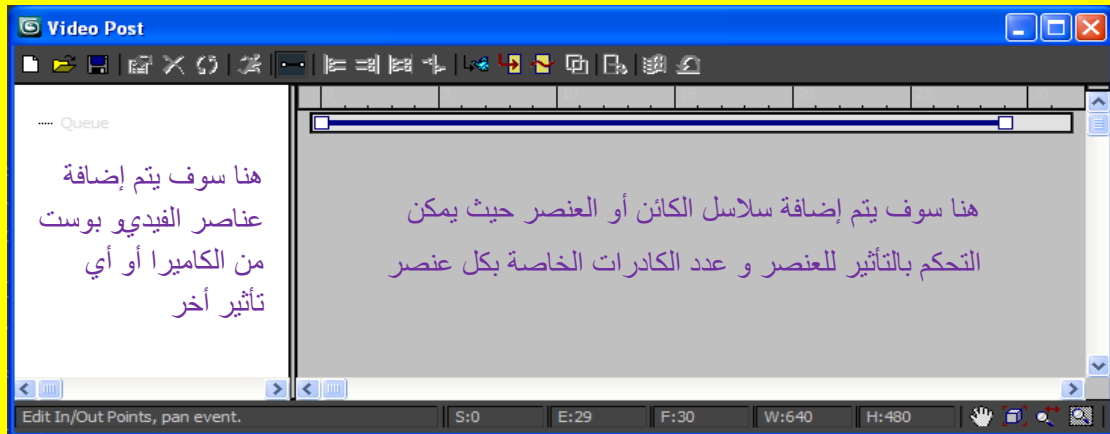 Video Post
Queue
هنا سوف يتم إضافة
عناصر الفيديو بوست
من الكاميرا أو أي
تأثير أخر
هنا سوف يتم إضافة سلاسل الكائن أو العنصر حيث يمكن
التحكم بالتأثير للعنصر و عدد الكادرات الخاصة بكل عنصر
Edit In/Out Points, pan event.
S:0
E:29
F:30
W:640
H:480